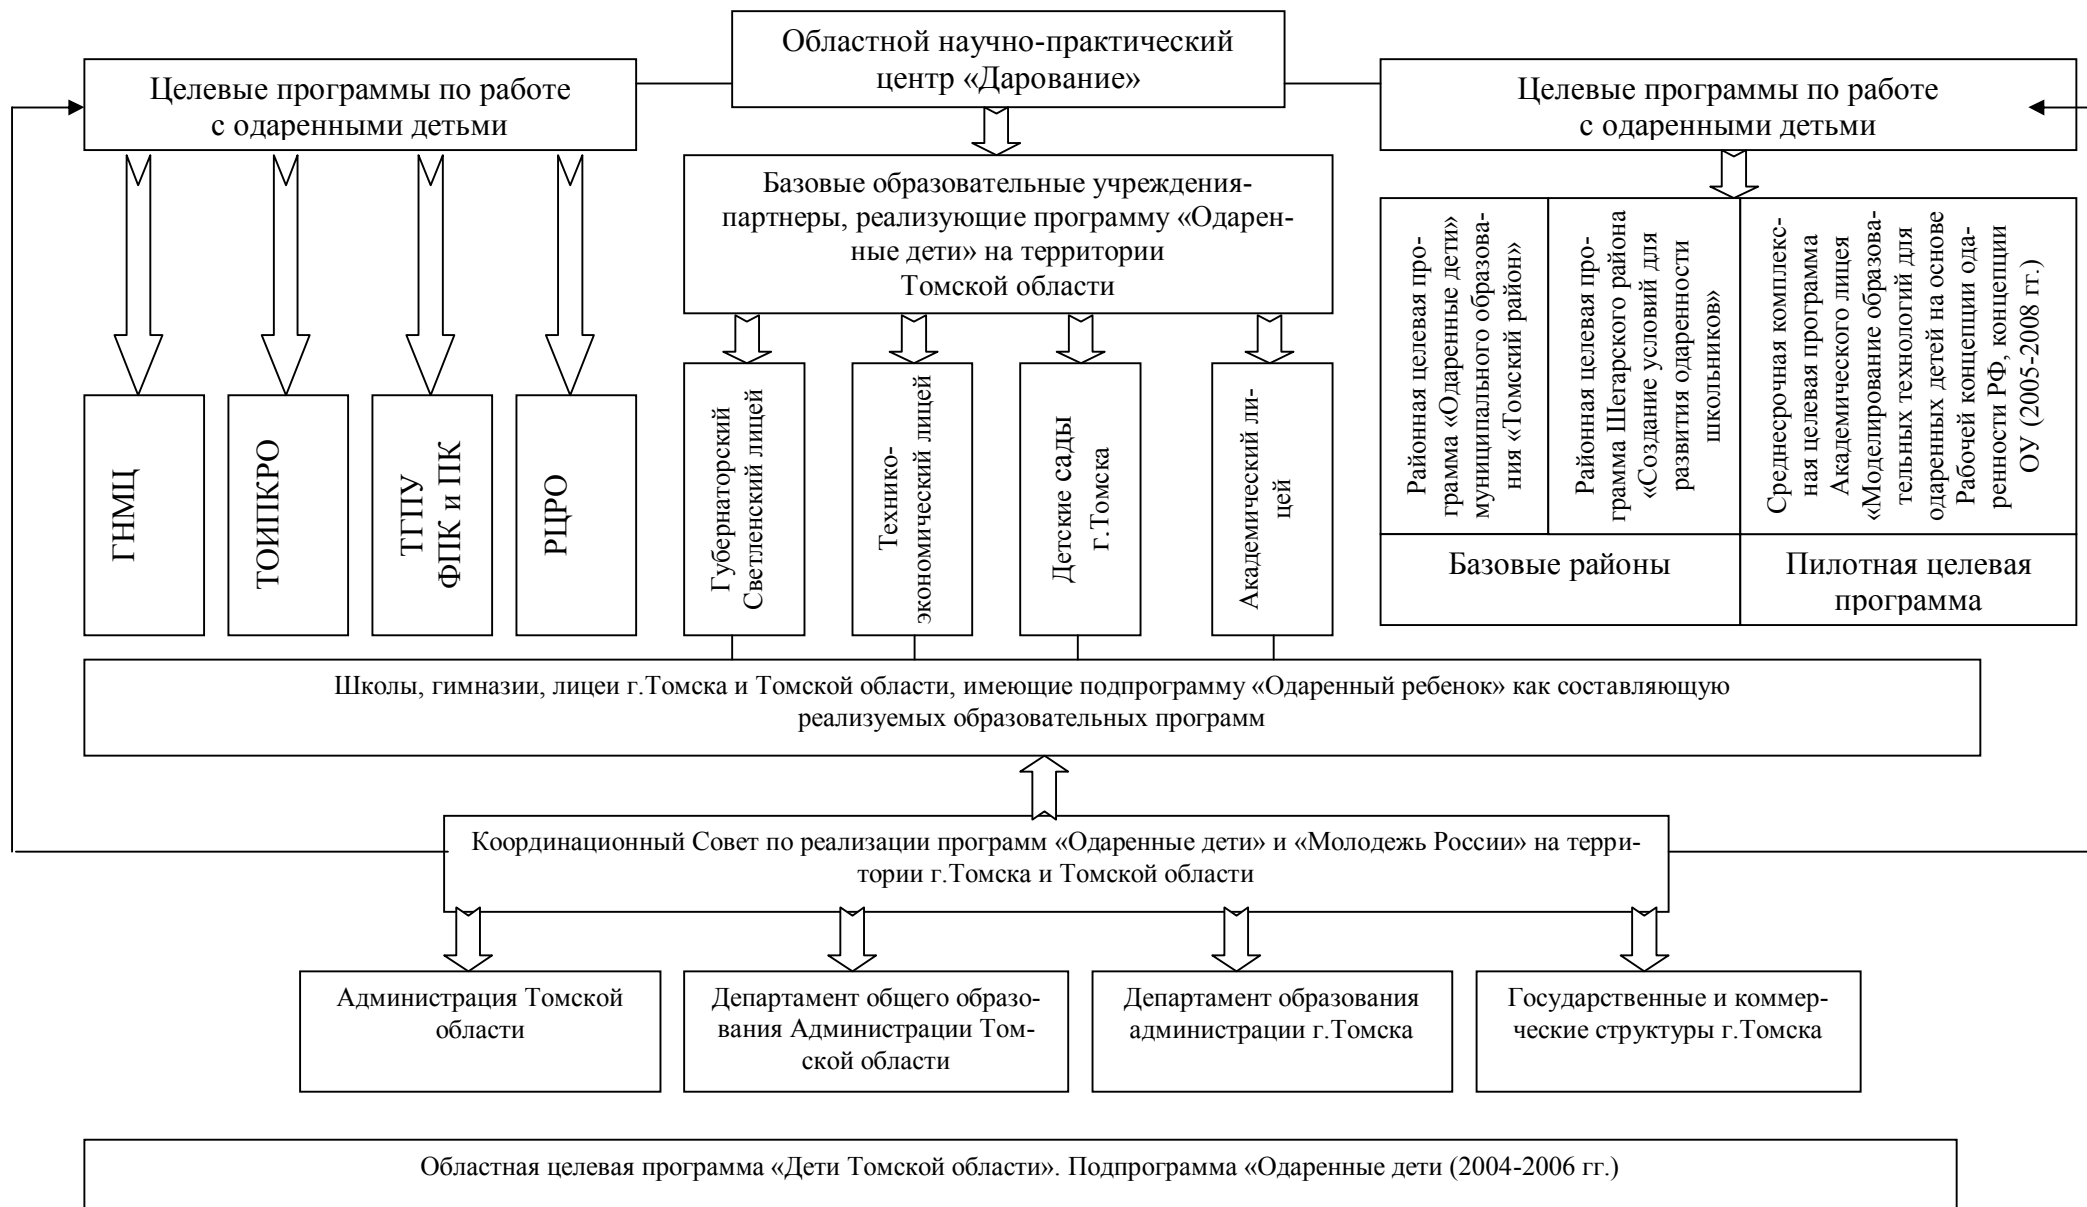 Областной научно-практический
центр «Дарование»
Целевые программы по работе
с одаренными детьми
Целевые программы по работе
с одаренными детьми
Базовые образовательные учреждения-
партнеры, реализующие программу «Одарен-
ные дети» на территории
Томской области
ГНМЦ
ТОИПКРО
ТГПУ
ФПК и ПК
РЦРО
Губернаторский
Светленский лицей
Технико-
экономический лицей
Детские сады
г.Томска
Академический ли-
цей
Районная целевая про-
грамма «Одаренные дети»
муниципального образова-
ния «Томский район»
Районная целевая про-
грамма Шегарского района
«Создание условий для
развития одаренности
школьников»
Среднесрочная комплекс-
ная целевая программа
Академического лицея
«Моделирование образова-
тельных технологий для
одаренных детей на основе
Рабочей концепции ода-
ренности РФ, концепции
ОУ (2005-2008 гг.)
Базовые районы
Пилотная целевая
программа
Школы, гимназии, лицеи г.Томска и Томской области, имеющие подпрограмму «Одаренный ребенок» как составляющую
реализуемых образовательных программ
Координационный Совет по реализации программ «Одаренные дети» и «Молодежь России» на терри-
тории г.Томска и Томской области
Администрация Томской
области
Департамент общего образо-
вания Администрации Том-
ской области
Департамент образования
администрации г.Томска
Государственные и коммер-
ческие структуры г.Томска
Областная целевая программа «Дети Томской области». Подпрограмма «Одаренные дети (2004-2006 гг.)